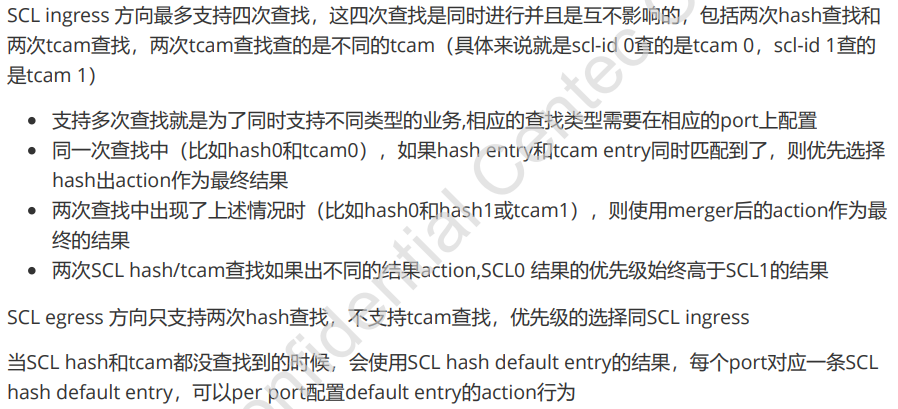 SCL ingress 方向最多支持四次查找，这四次查找是同时进行并且是互不影响的，包括两次hash查找和
两次tcam查找，两次tcam查找查的是不同的tcam（具体来说就是scl-id 0查的是tcam 0，scl-id 1查的
是tcam 1）
• 支持多次查找就是为了同时支持不同类型的业务,相应的查找类型需要在相应的port上配置
• 同一次查找中（比如hash0和tcam0），如果hash entry和tcam entry同时匹配到了，则优先选择
hash出action作为最终结果
• 两次查找中出现了上述情况时（比如hash0和hash1或tcam1），则使用merger后的action作为最
终的结果
• 两次SCL hash/tcam查找如果出不同的结果action,SCL0 结果的优先级始终高于SCL1的结果
SCL egress 方向只支持两次hash查找，不支持tcam查找，优先级的选择同SCL ingress
当SCL hash和tcam都没查找到的时候，会使用SCL hash default entry的结果，每个port对应一条SCL
hash default entry，可以per port配置default entry的action行为
onfidential Centec